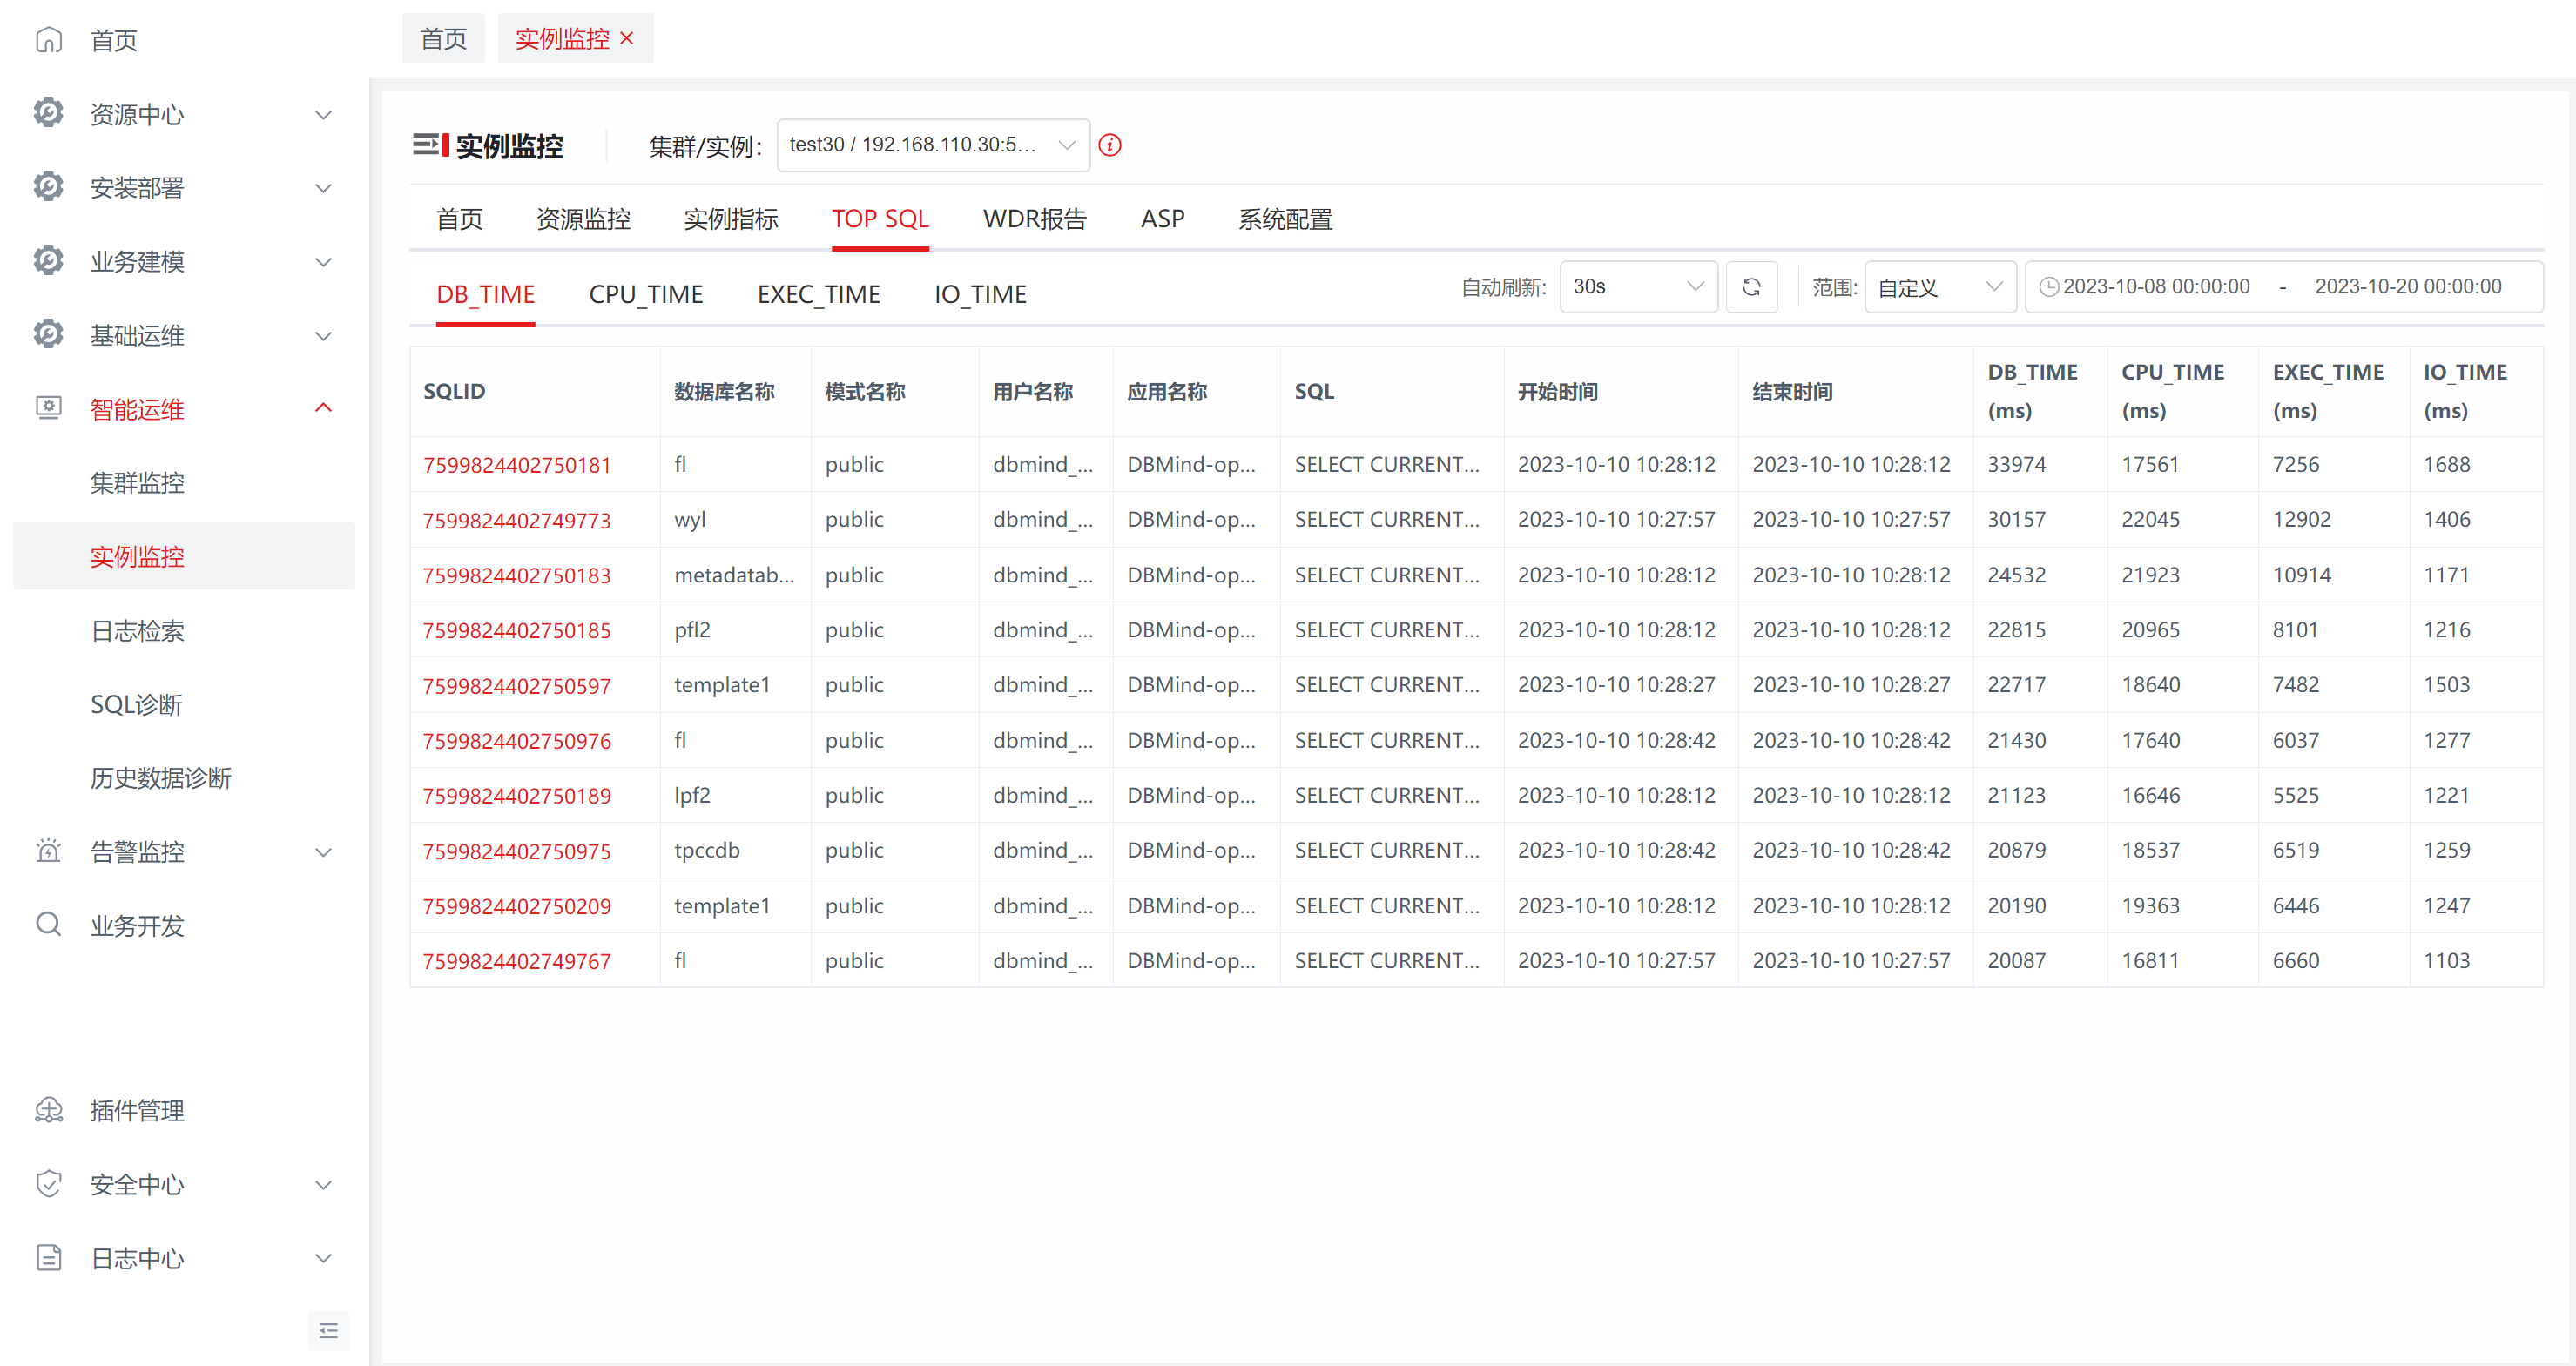 首页
资源中心
安装部署
业务建模
基础运维
智能运维
集群监控
实例监控
日志检索
SQL诊断
历史数据诊断
告警监控
业务开发
插件管理
安全中心
日志中心
首页 实例监控
实例监控 集群/实例: test30 / 192.168.110.30:5...
首页 资源监控 实例指标 TOP SQL WDR报告 ASP 系统配置
DB_TIME CPU_TIME EXEC_TIME IO_TIME 自动刷新: 30s 范围: 自定义 2023-10-08 00:00:00 - 2023-10-20 00:00:00
SQLID 数据库名称 模式名称 用户名称 应用名称 SQL 开始时间 结束时间 DB_TIME (ms) CPU_TIME (ms) EXEC_TIME (ms) IO_TIME (ms)
7599824402750181 fl public dbmind_... DBMind-op... SELECT CURRENT... 2023-10-10 10:28:12 2023-10-10 10:28:12 33974 17561 7256 1688
7599824402749773 wyl public dbmind_... DBMind-op... SELECT CURRENT... 2023-10-10 10:27:57 2023-10-10 10:27:57 30157 22045 12902 1406
7599824402750183 metadatab... public dbmind_... DBMind-op... SELECT CURRENT... 2023-10-10 10:28:12 2023-10-10 10:28:12 24532 21923 10914 1171
7599824402750185 pfl2 public dbmind_... DBMind-op... SELECT CURRENT... 2023-10-10 10:28:12 2023-10-10 10:28:12 22815 20965 8101 1216
7599824402750597 template1 public dbmind_... DBMind-op... SELECT CURRENT... 2023-10-10 10:28:27 2023-10-10 10:28:27 22717 18640 7482 1503
7599824402750976 fl public dbmind_... DBMind-op... SELECT CURRENT... 2023-10-10 10:28:42 2023-10-10 10:28:42 21430 17640 6037 1277
7599824402750189 lpf2 public dbmind_... DBMind-op... SELECT CURRENT... 2023-10-10 10:28:12 2023-10-10 10:28:12 21123 16646 5525 1221
7599824402750975 tpccdb public dbmind_... DBMind-op... SELECT CURRENT... 2023-10-10 10:28:42 2023-10-10 10:28:42 20879 18537 6519 1259
7599824402750209 template1 public dbmind_... DBMind-op... SELECT CURRENT... 2023-10-10 10:28:12 2023-10-10 10:28:12 20190 19363 6446 1247
7599824402749767 fl public dbmind_... DBMind-op... SELECT CURRENT... 2023-10-10 10:27:57 2023-10-10 10:27:57 20087 16811 6660 1103